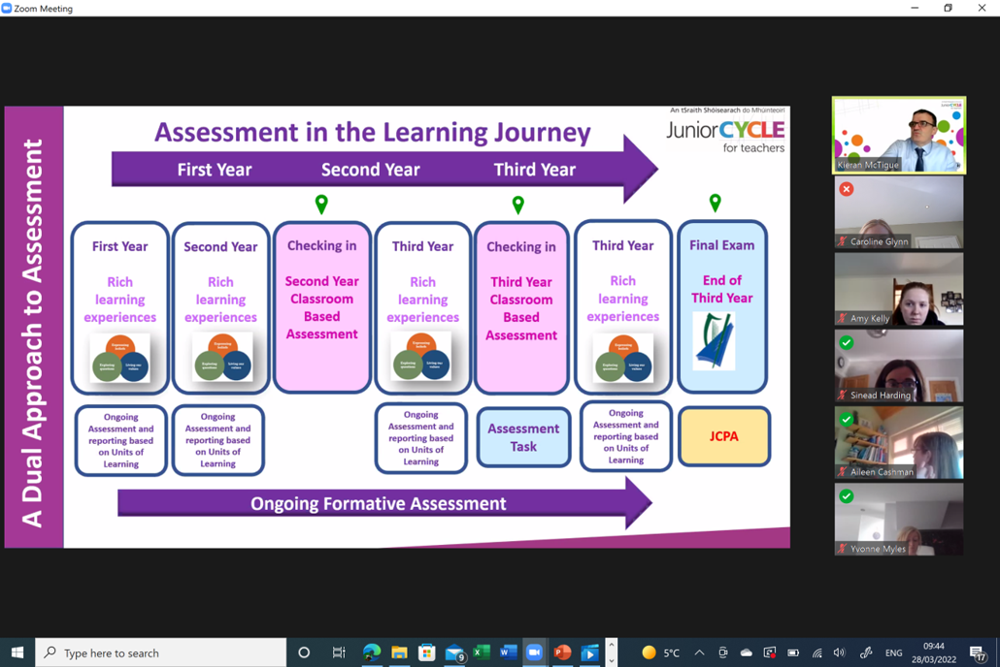 Zoom Meeting
A Dual Approach to Assessment
Assessment in the Learning Journey
An tSraith Shóisearach do Mhúinteoirí
JuniorCYCLE
for teachers
First Year
Second Year
Third Year
First Year
Rich
learning
experiences
Second Year
Rich
learning
experiences
Checking in
Second Year
Classroom
Based
Assessment
Third Year
Rich
learning
experiences
Checking in
Third Year
Classroom
Based
Assessment
Third Year
Rich
learning
experiences
Final Exam
End of
Third Year
Ongoing
Assessment and
reporting based
on Units of
Learning
Ongoing
Assessment and
reporting based
on Units of
Learning
Ongoing
Assessment and
reporting based
on Units of
Learning
Assessment
Task
Ongoing
Assessment and
reporting based
on Units of
Learning
JCPA
Ongoing Formative Assessment
Kieran McTigue
Caroline Glynn
Amy Kelly
Sinead Harding
Aileen Cashman
Yvonne Myles
Type here to search
9
5°C
ENG
09:44
28/03/2022
17